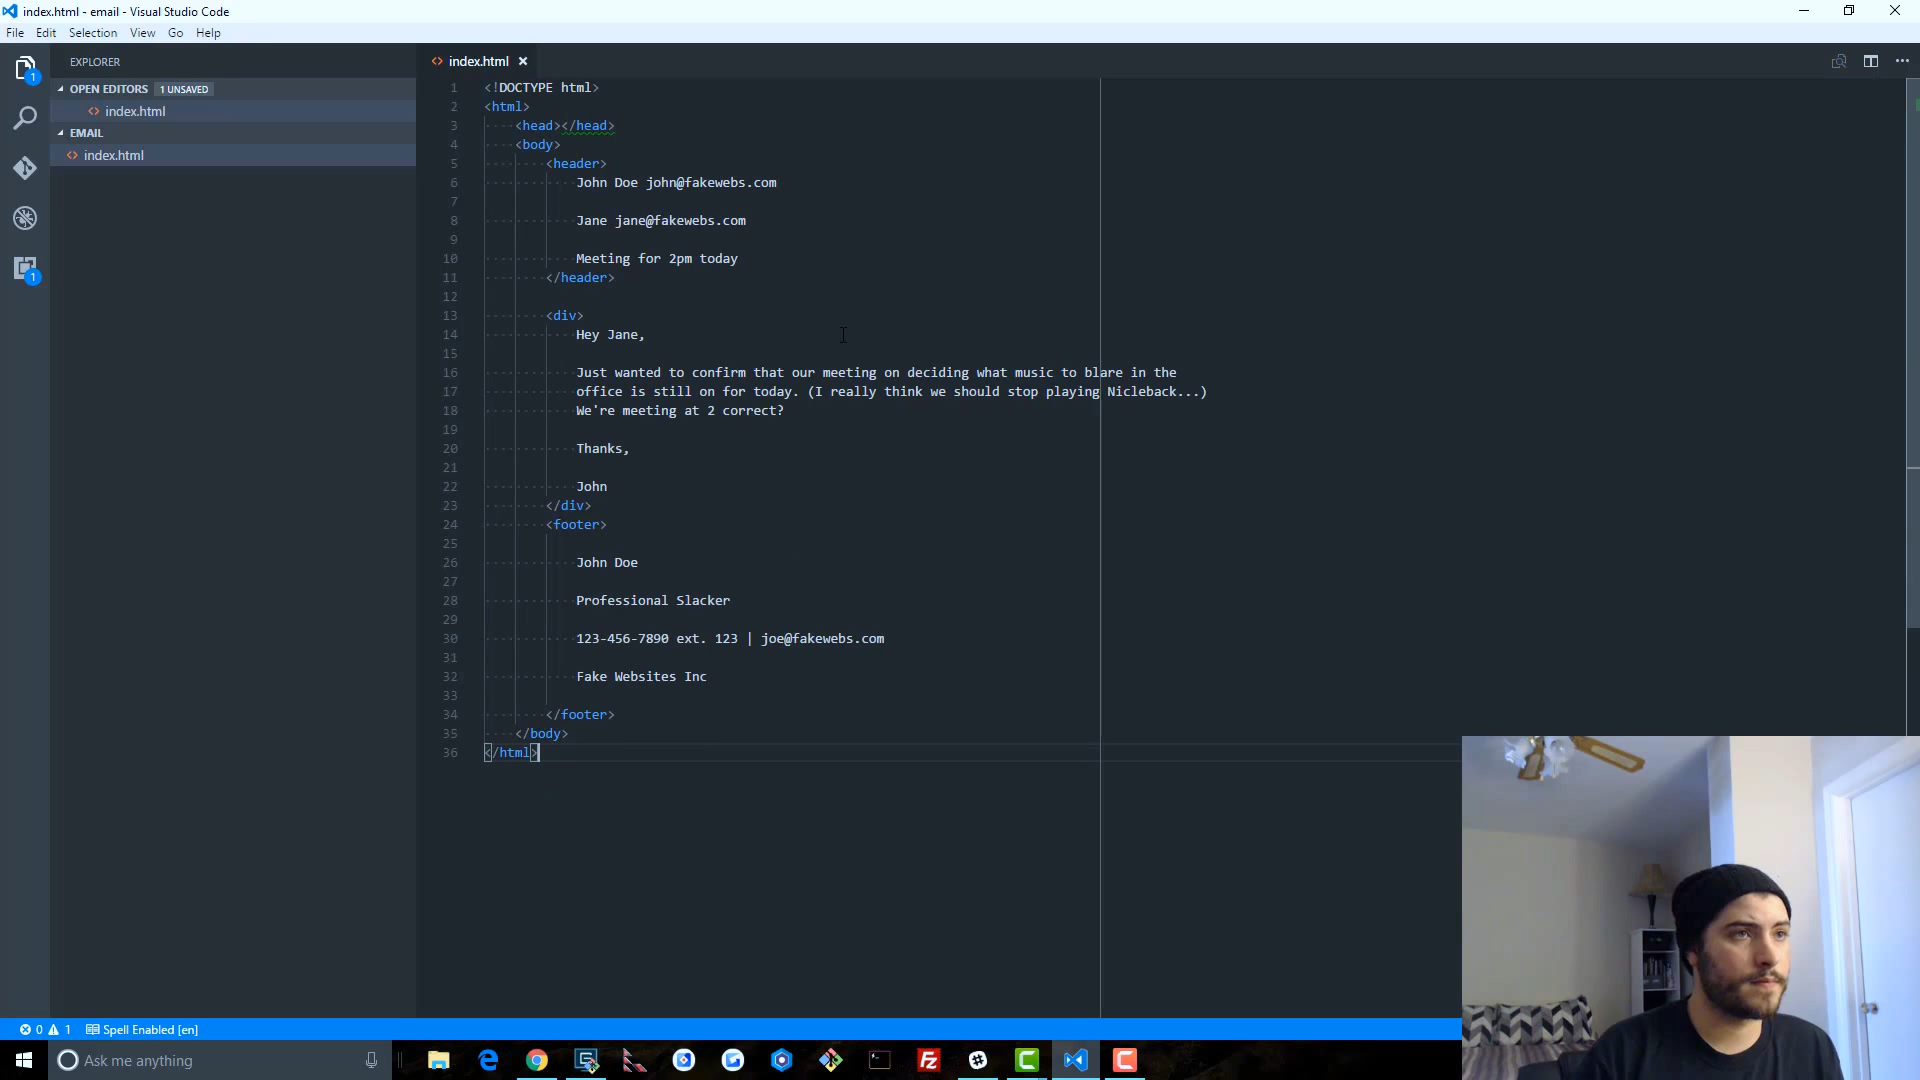 index.html - email - Visual Studio Code
File Edit Selection View Go Help
EXPLORER
OPEN EDITORS 1 UNSAVED
index.html
EMAIL
index.html
1
1
index.html
1 <!DOCTYPE html>
2 <html>
3 <head></head>
4 <body>
5 <header>
6 John Doe john@fakewebs.com
7
8 Jane jane@fakewebs.com
9
10 Meeting for 2pm today
11 </header>
12
13 <div>
14 Hey Jane,
15
16 Just wanted to confirm that our meeting on deciding what music to blare in the
17 office is still on for today. (I really think we should stop playing Nicleback...)
18 We're meeting at 2 correct?
19
20 Thanks,
21
22 John
23 </div>
24 <footer>
25
26 John Doe
27
28 Professional Slacker
29
30 123-456-7890 ext. 123 | joe@fakewebs.com
31
32 Fake Websites Inc
33
34 </footer>
35 </body>
36 </html>
0 1 Spell Enabled [en]
Ask me anything